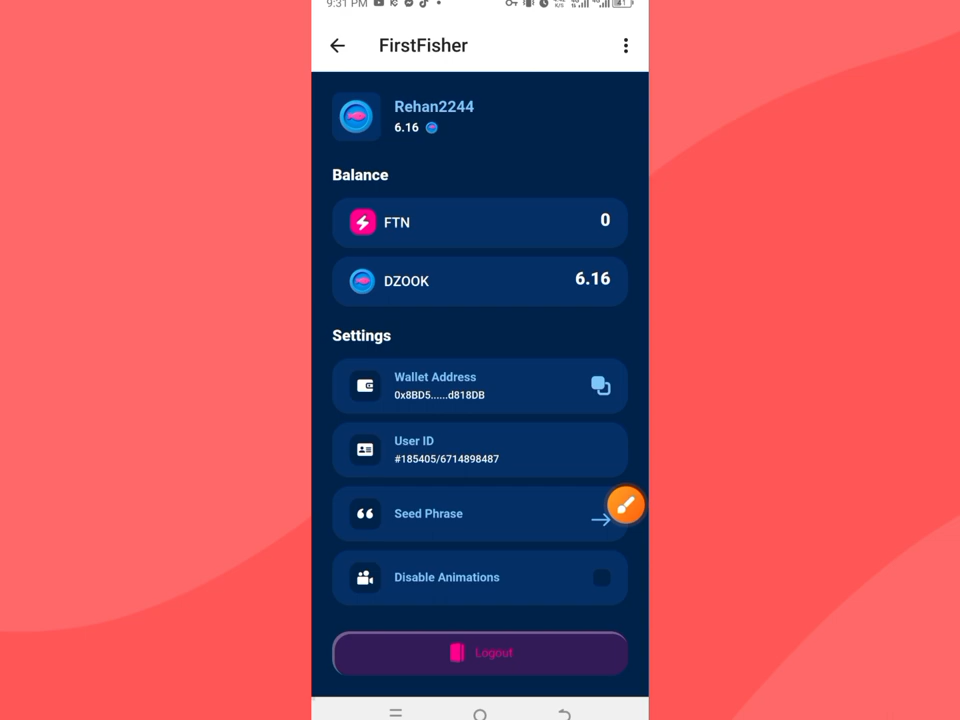 9:31 PM
FirstFisher
Rehan2244
6.16
Balance
FTN
0
DZOOK
6.16
Settings
Wallet Address
0x8BD5......d818DB
User ID
#185405/6714898487
Seed Phrase
Disable Animations
Logout